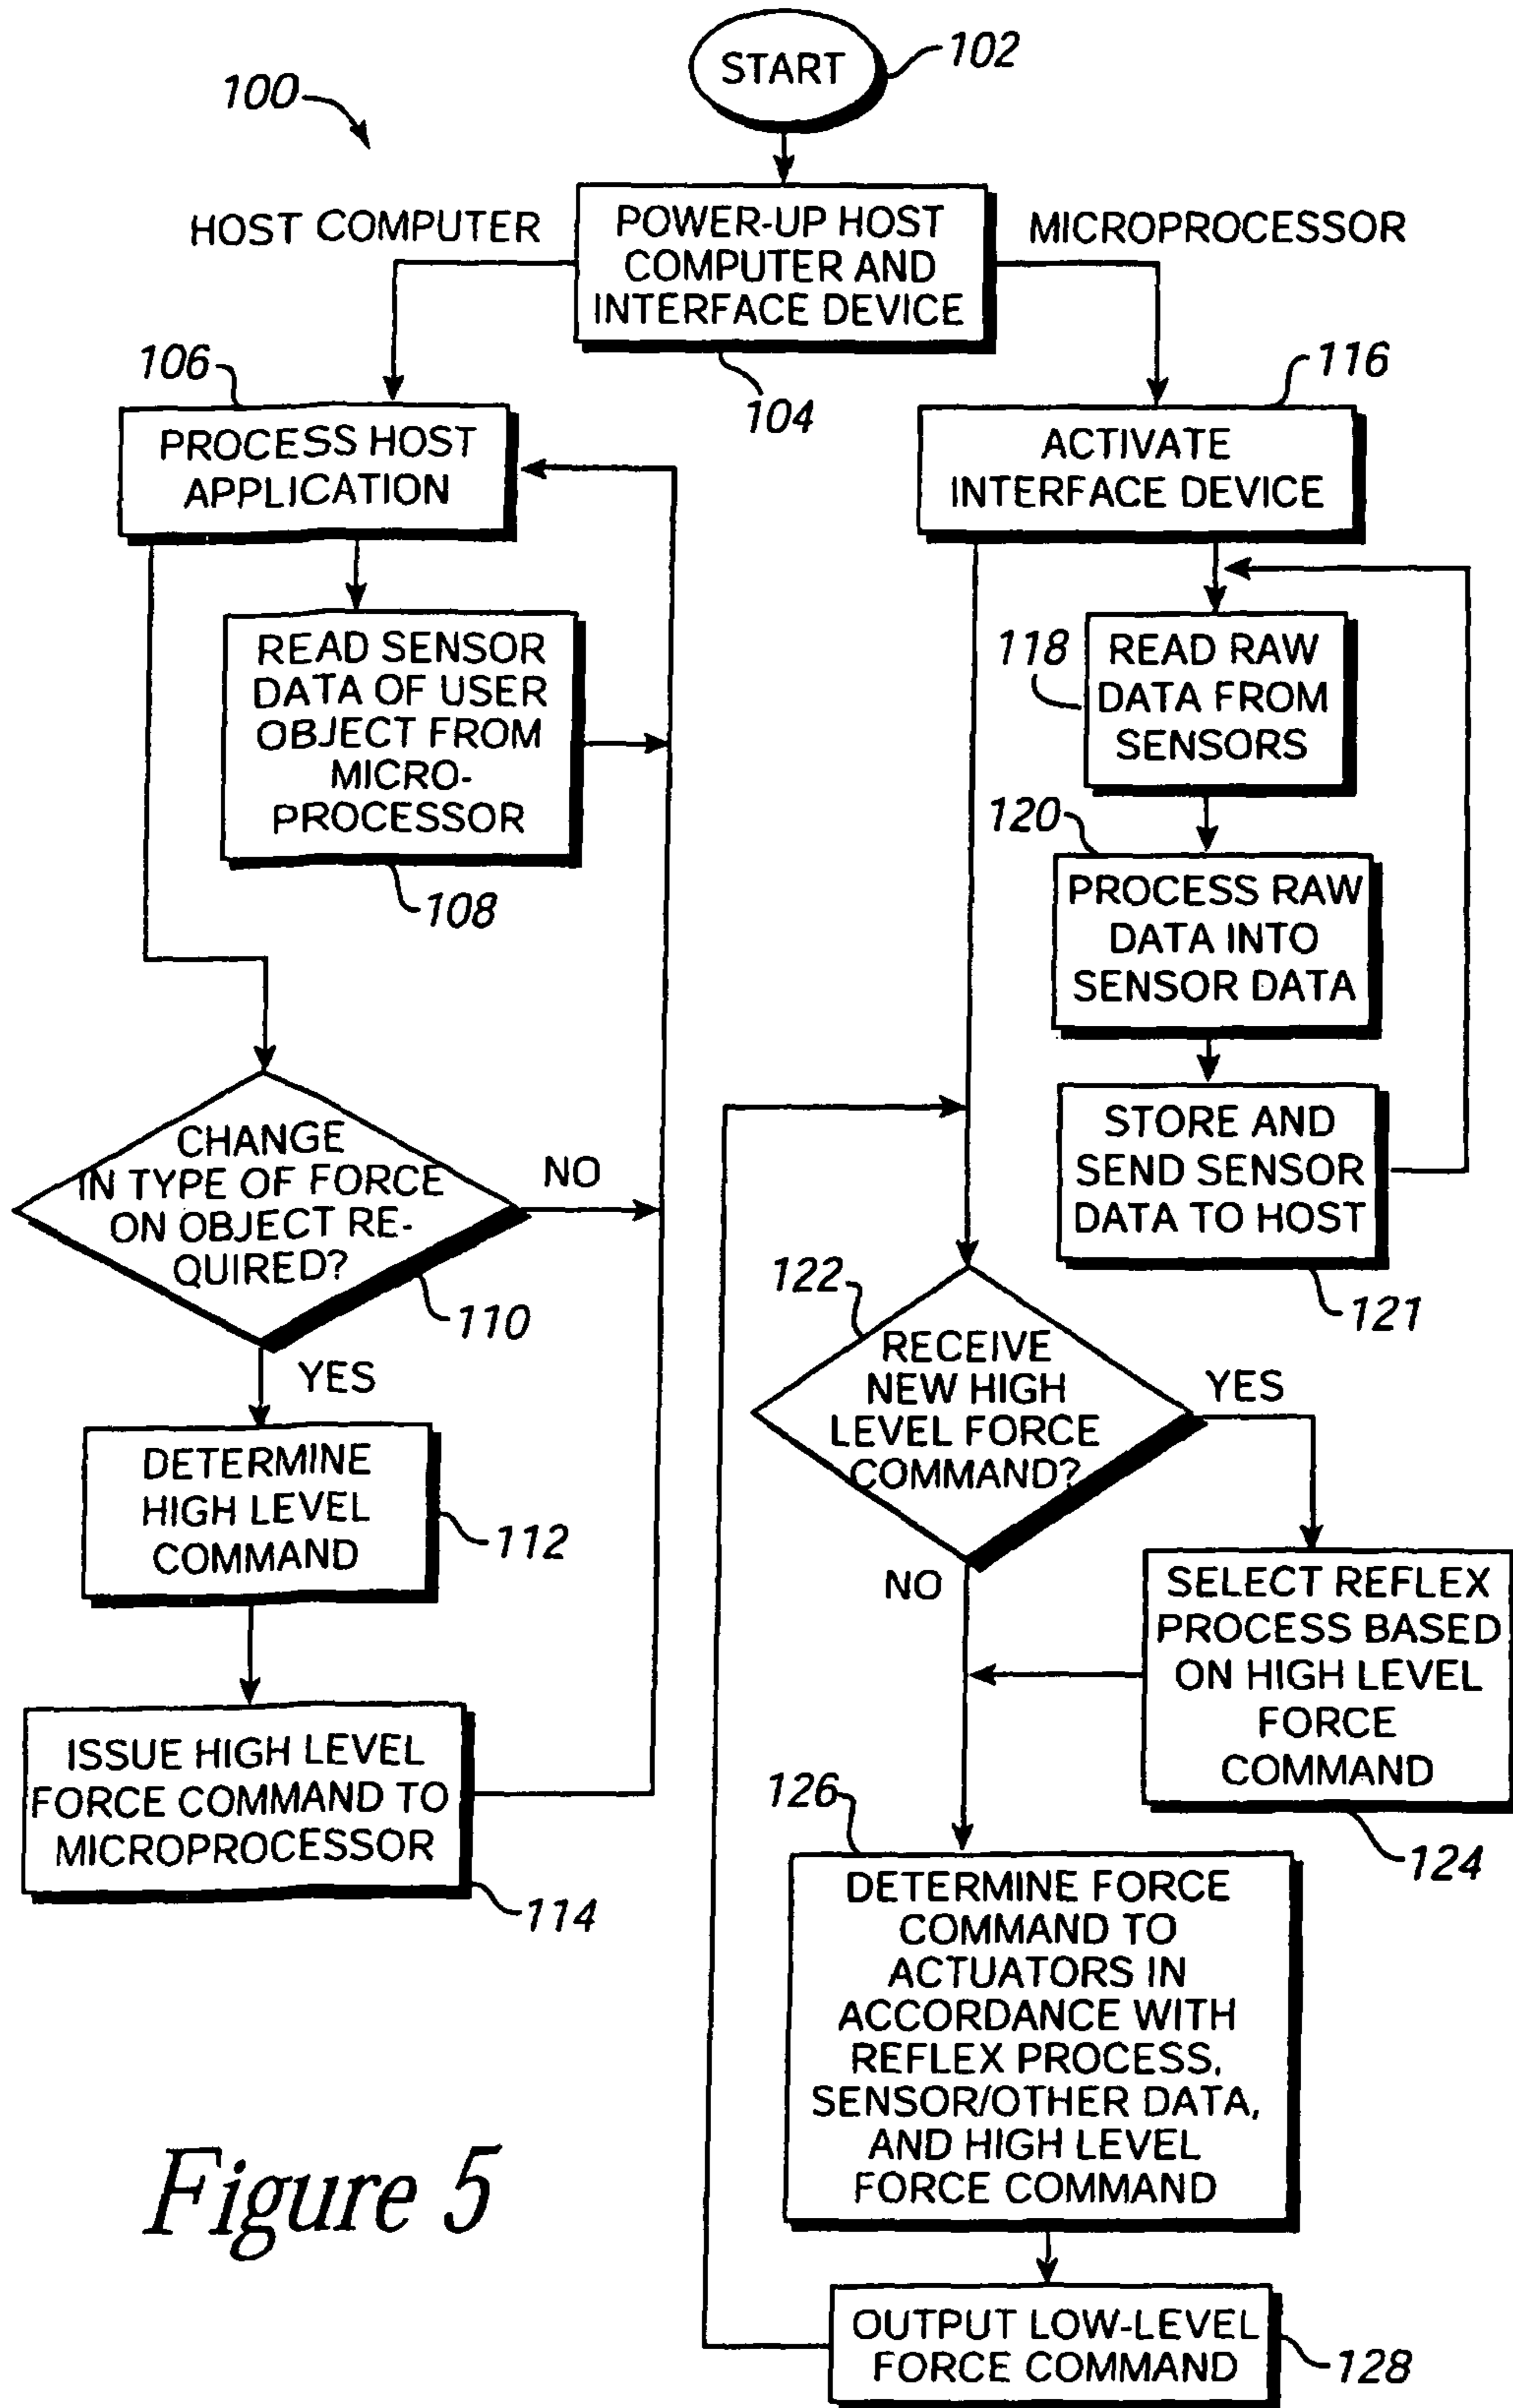 START
102
100
HOST COMPUTER
POWER-UP HOST
COMPUTER AND
INTERFACE DEVICE
MICROPROCESSOR
104
106
PROCESS HOST
APPLICATION
116
ACTIVATE
INTERFACE DEVICE
READ SENSOR
DATA OF USER
OBJECT FROM
MICRO-
PROCESSOR
108
118
READ RAW
DATA FROM
SENSORS
120
PROCESS RAW
DATA INTO
SENSOR DATA
STORE AND
SEND SENSOR
DATA TO HOST
121
CHANGE
IN TYPE OF FORCE
ON OBJECT RE-
QUIRED?
NO
110
YES
122
RECEIVE
NEW HIGH
LEVEL FORCE
COMMAND?
YES
NO
DETERMINE
HIGH LEVEL
COMMAND
112
SELECT REFLEX
PROCESS BASED
ON HIGH LEVEL
FORCE
COMMAND
124
ISSUE HIGH LEVEL
FORCE COMMAND TO
MICROPROCESSOR
114
126
DETERMINE FORCE
COMMAND TO
ACTUATORS IN
ACCORDANCE WITH
REFLEX PROCESS,
SENSOR/OTHER DATA,
AND HIGH LEVEL
FORCE COMMAND
OUTPUT LOW-LEVEL
FORCE COMMAND
128
Figure 5